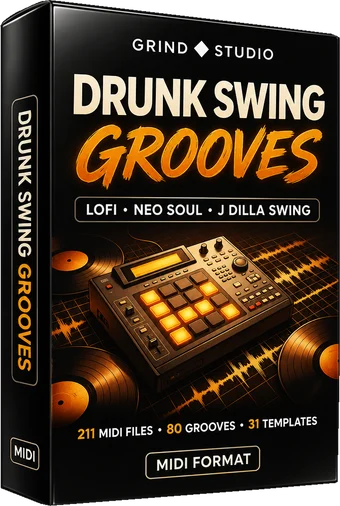 GRIND ◆ STUDIO
DRUNK SWING
GROOVES
LOFI • NEO SOUL • J DILLA SWING
211 MIDI FILES • 80 GROOVES • 31 TEMPLATES
MIDI FORMAT
DRUNK SWING GROOVES
MIDI